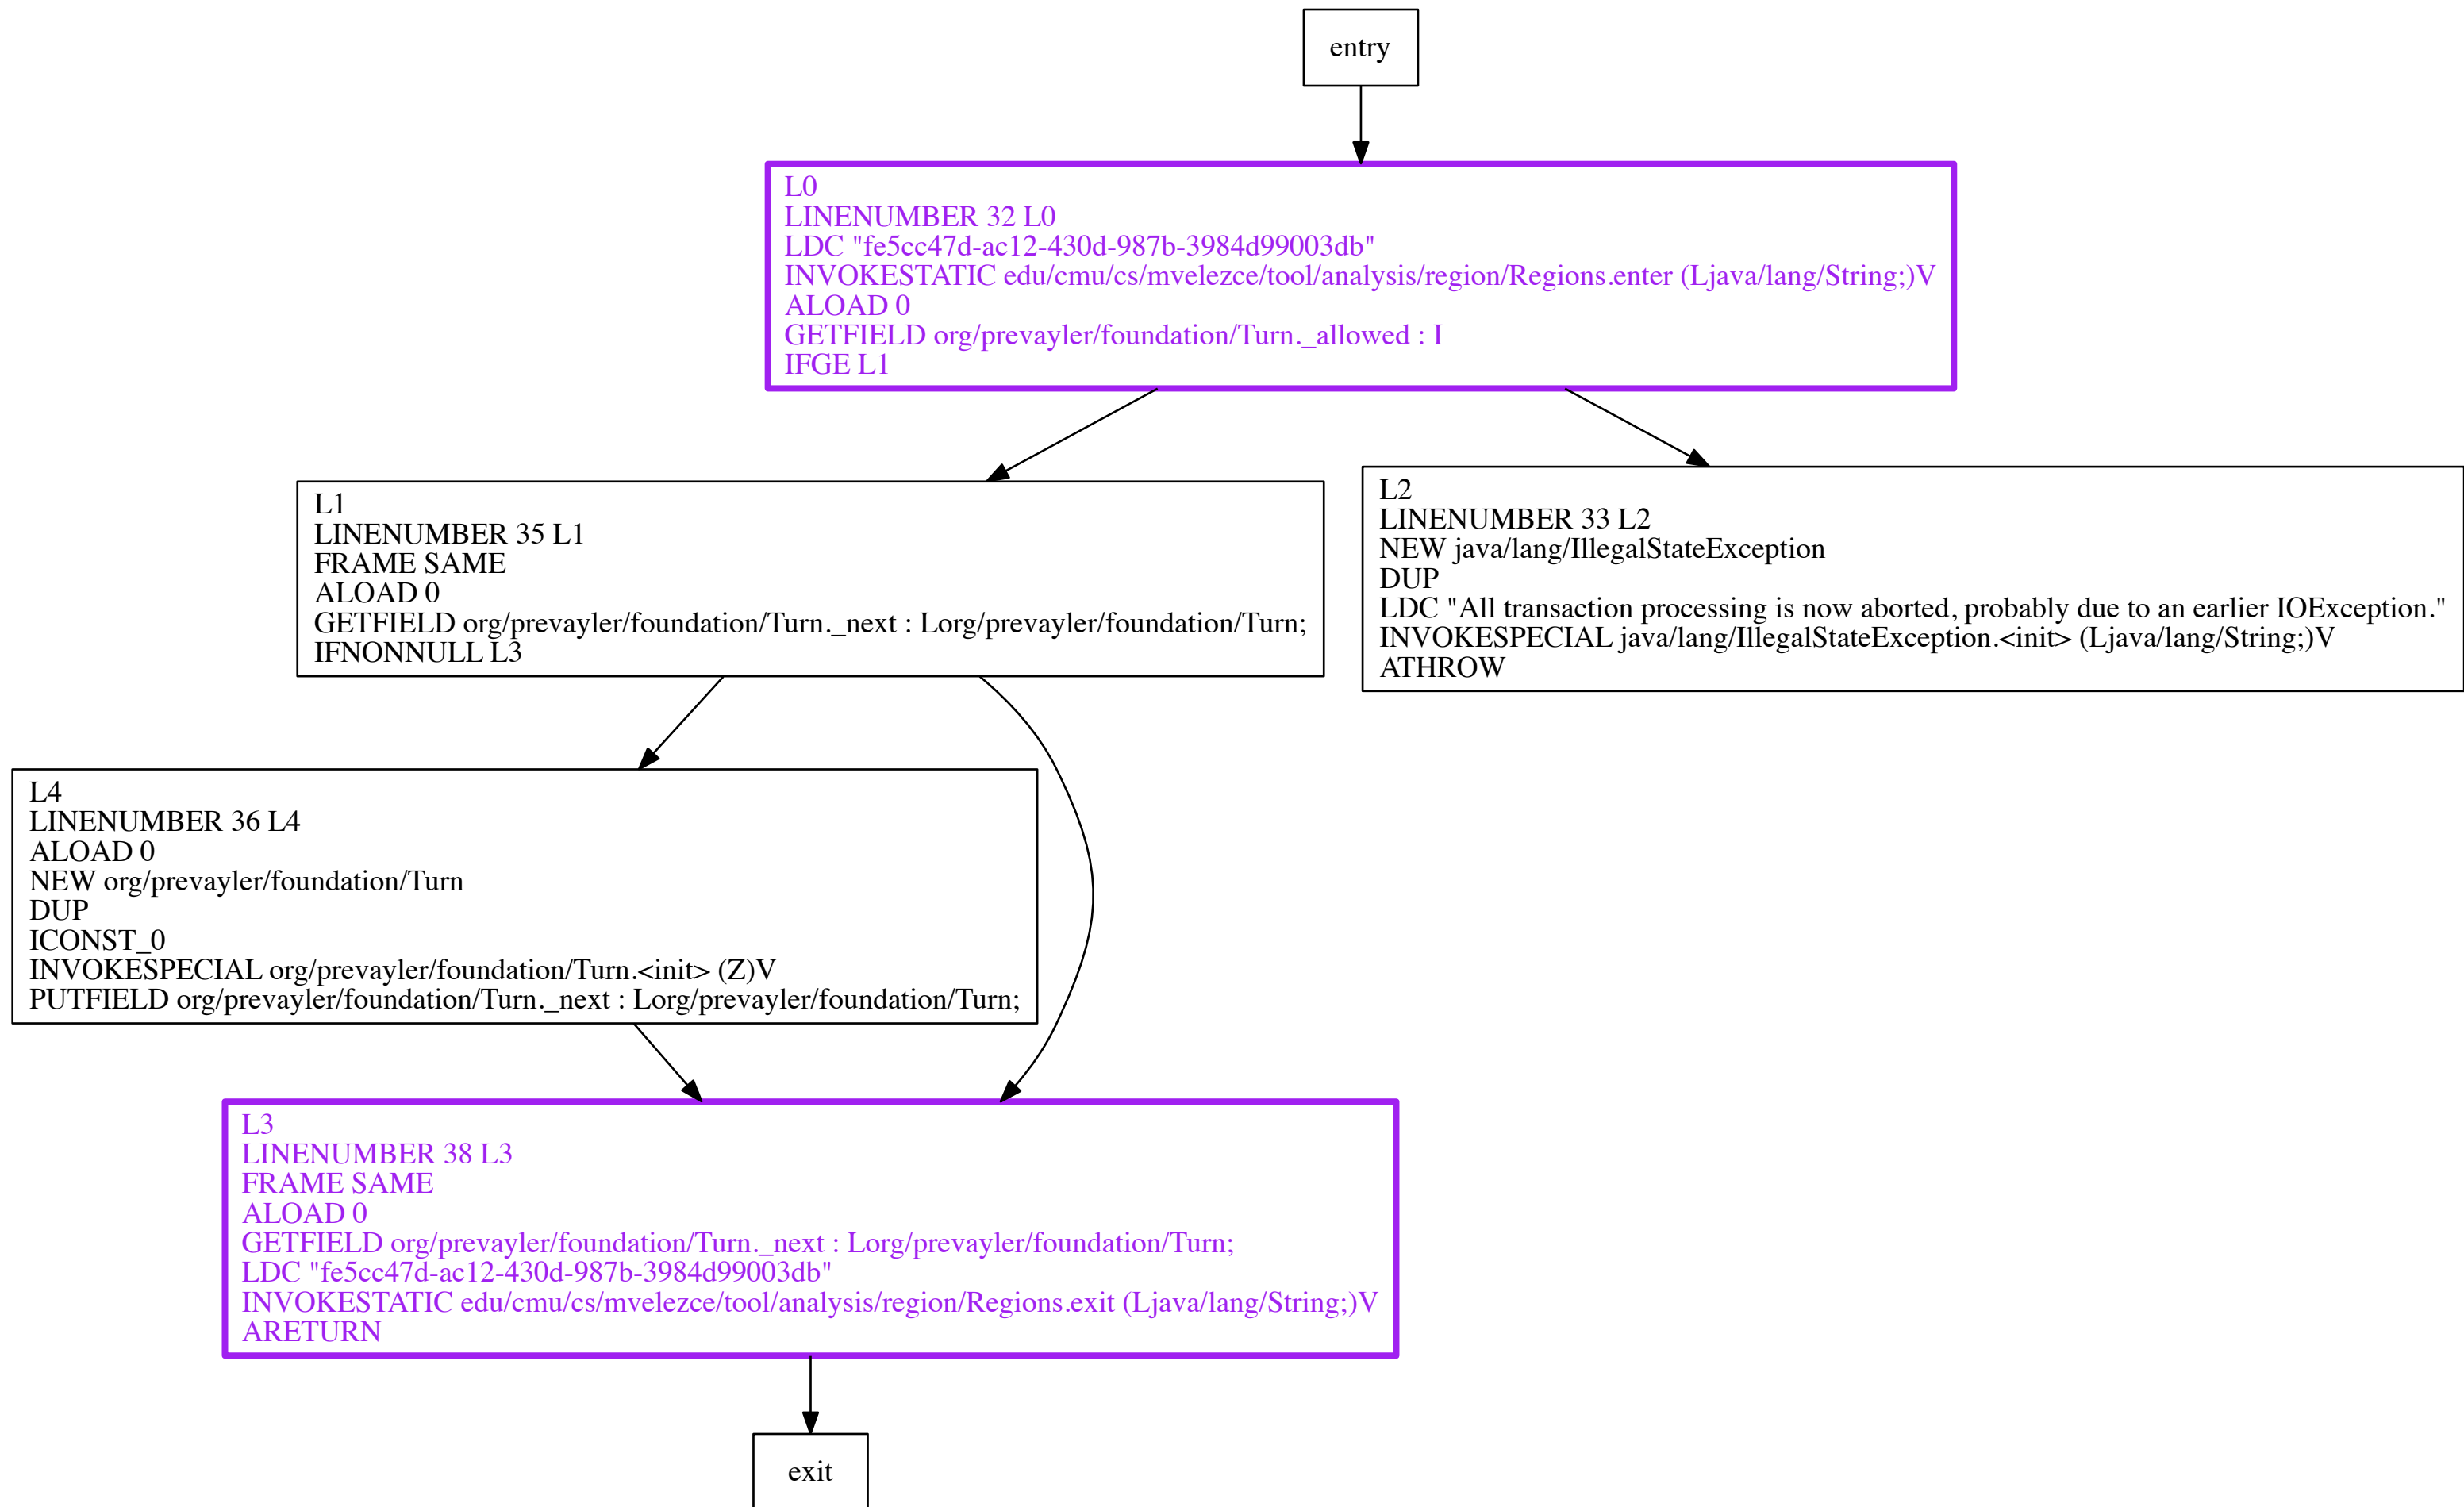 entry
L0
LINENUMBER 32 L0
LDC "fe5cc47d-ac12-430d-987b-3984d99003db"
INVOKESTATIC edu/cmu/cs/mvelezce/tool/analysis/region/Regions.enter (Ljava/lang/String;)V
ALOAD 0
GETFIELD org/prevayler/foundation/Turn._allowed : I
IFGE L1
L1
LINENUMBER 35 L1
FRAME SAME
ALOAD 0
GETFIELD org/prevayler/foundation/Turn._next : Lorg/prevayler/foundation/Turn;
IFNONNULL L3
L2
LINENUMBER 33 L2
NEW java/lang/IllegalStateException
DUP
LDC "All transaction processing is now aborted, probably due to an earlier IOException."
INVOKESPECIAL java/lang/IllegalStateException.<init> (Ljava/lang/String;)V
ATHROW
L4
LINENUMBER 36 L4
ALOAD 0
NEW org/prevayler/foundation/Turn
DUP
ICONST_0
INVOKESPECIAL org/prevayler/foundation/Turn.<init> (Z)V
PUTFIELD org/prevayler/foundation/Turn._next : Lorg/prevayler/foundation/Turn;
L3
LINENUMBER 38 L3
FRAME SAME
ALOAD 0
GETFIELD org/prevayler/foundation/Turn._next : Lorg/prevayler/foundation/Turn;
LDC "fe5cc47d-ac12-430d-987b-3984d99003db"
INVOKESTATIC edu/cmu/cs/mvelezce/tool/analysis/region/Regions.exit (Ljava/lang/String;)V
ARETURN
exit